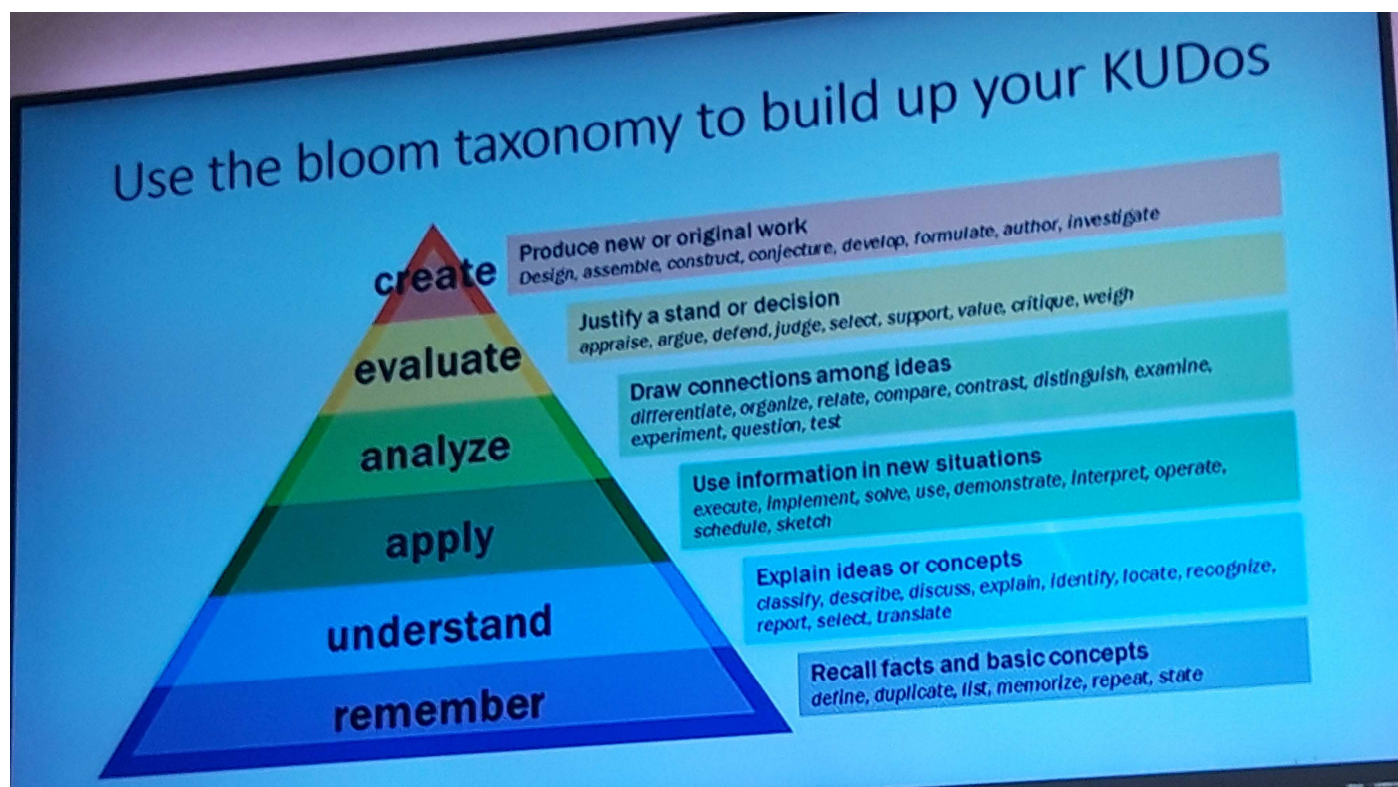 Use the bloom taxonomy to build up your KUDos
create
Produce new or original work
Design, assemble, construct, conjecture, develop, formulate, author, investigate
evaluate
Justify a stand or decision
appraise, argue, defend, judge, select, support, value, critique, weigh
analyze
Draw connections among ideas
differentiate, organize, relate, compare, contrast, distinguish, examine,
experiment, question, test
apply
Use information in new situations
execute, implement, solve, use, demonstrate, interpret, operate,
schedule, sketch
understand
Explain ideas or concepts
classify, describe, discuss, explain, identify, locate, recognize,
report, select, translate
remember
Recall facts and basic concepts
define, duplicate, list, memorize, repeat, state